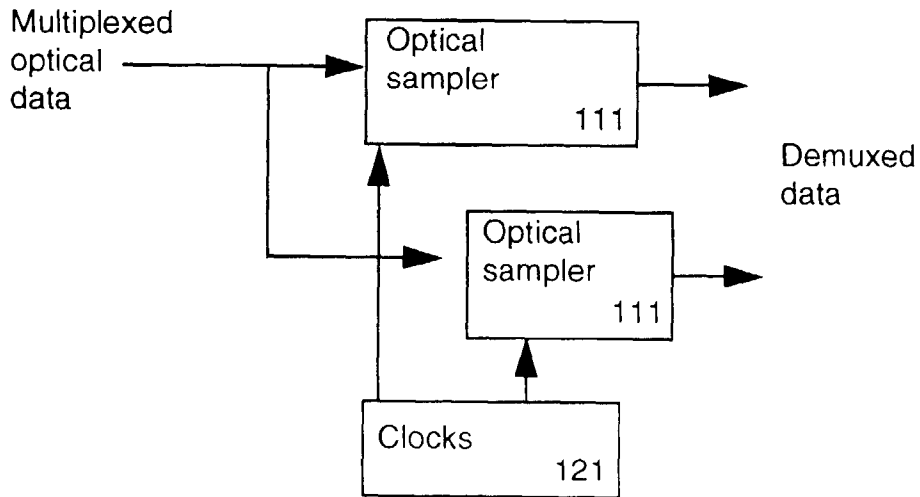 Multiplexed
optical
data
Optical
sampler
111
Demuxed
data
Optical
sampler
111
Clocks
121